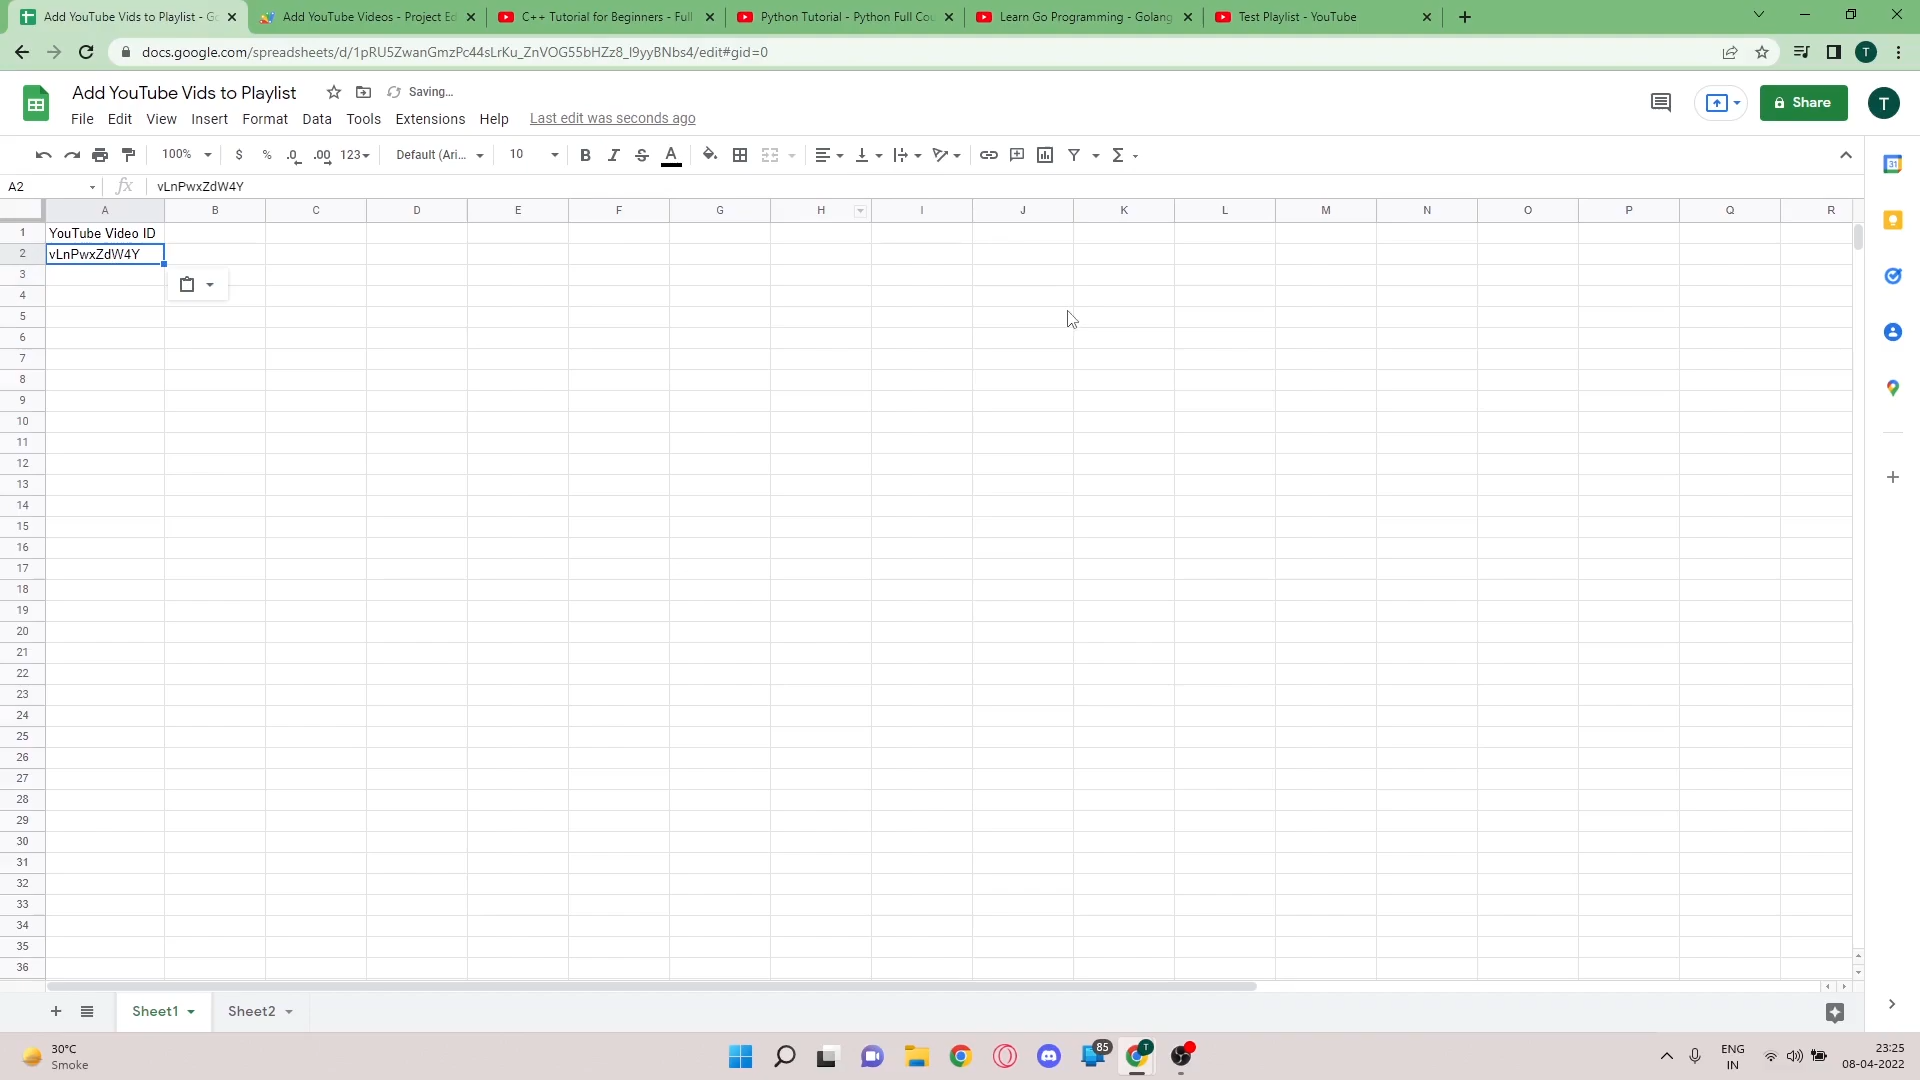 Add YouTube Vids to Playlist - Go
Add YouTube Videos - Project Ed
C++ Tutorial for Beginners - Full
Python Tutorial - Python Full Cou
Learn Go Programming - Golang
Test Playlist - YouTube
docs.google.com/spreadsheets/d/1pRU5ZwanGmzPc44sLrKu_ZnVOG55bHZz8_I9yyBNbs4/edit#gid=0
T
Add YouTube Vids to Playlist
Saving...
File Edit View Insert Format Data Tools Extensions Help Last edit was seconds ago
Share
T
100% $ % .0 .00 123 Default (Ari... 10 B I S A Σ
A2 fx vLnPwxZdW4Y
31
A B C D E F G H I J K L M N O P Q R
1 YouTube Video ID
2 vLnPwxZdW4Y
3
4
5
6
7
8
9
10
11
12
13
14
15
16
17
18
19
20
21
22
23
24
25
26
27
28
29
30
31
32
33
34
35
36
Sheet1 Sheet2
30°C
Smoke
85
T
ENG
IN
23:25
08-04-2022